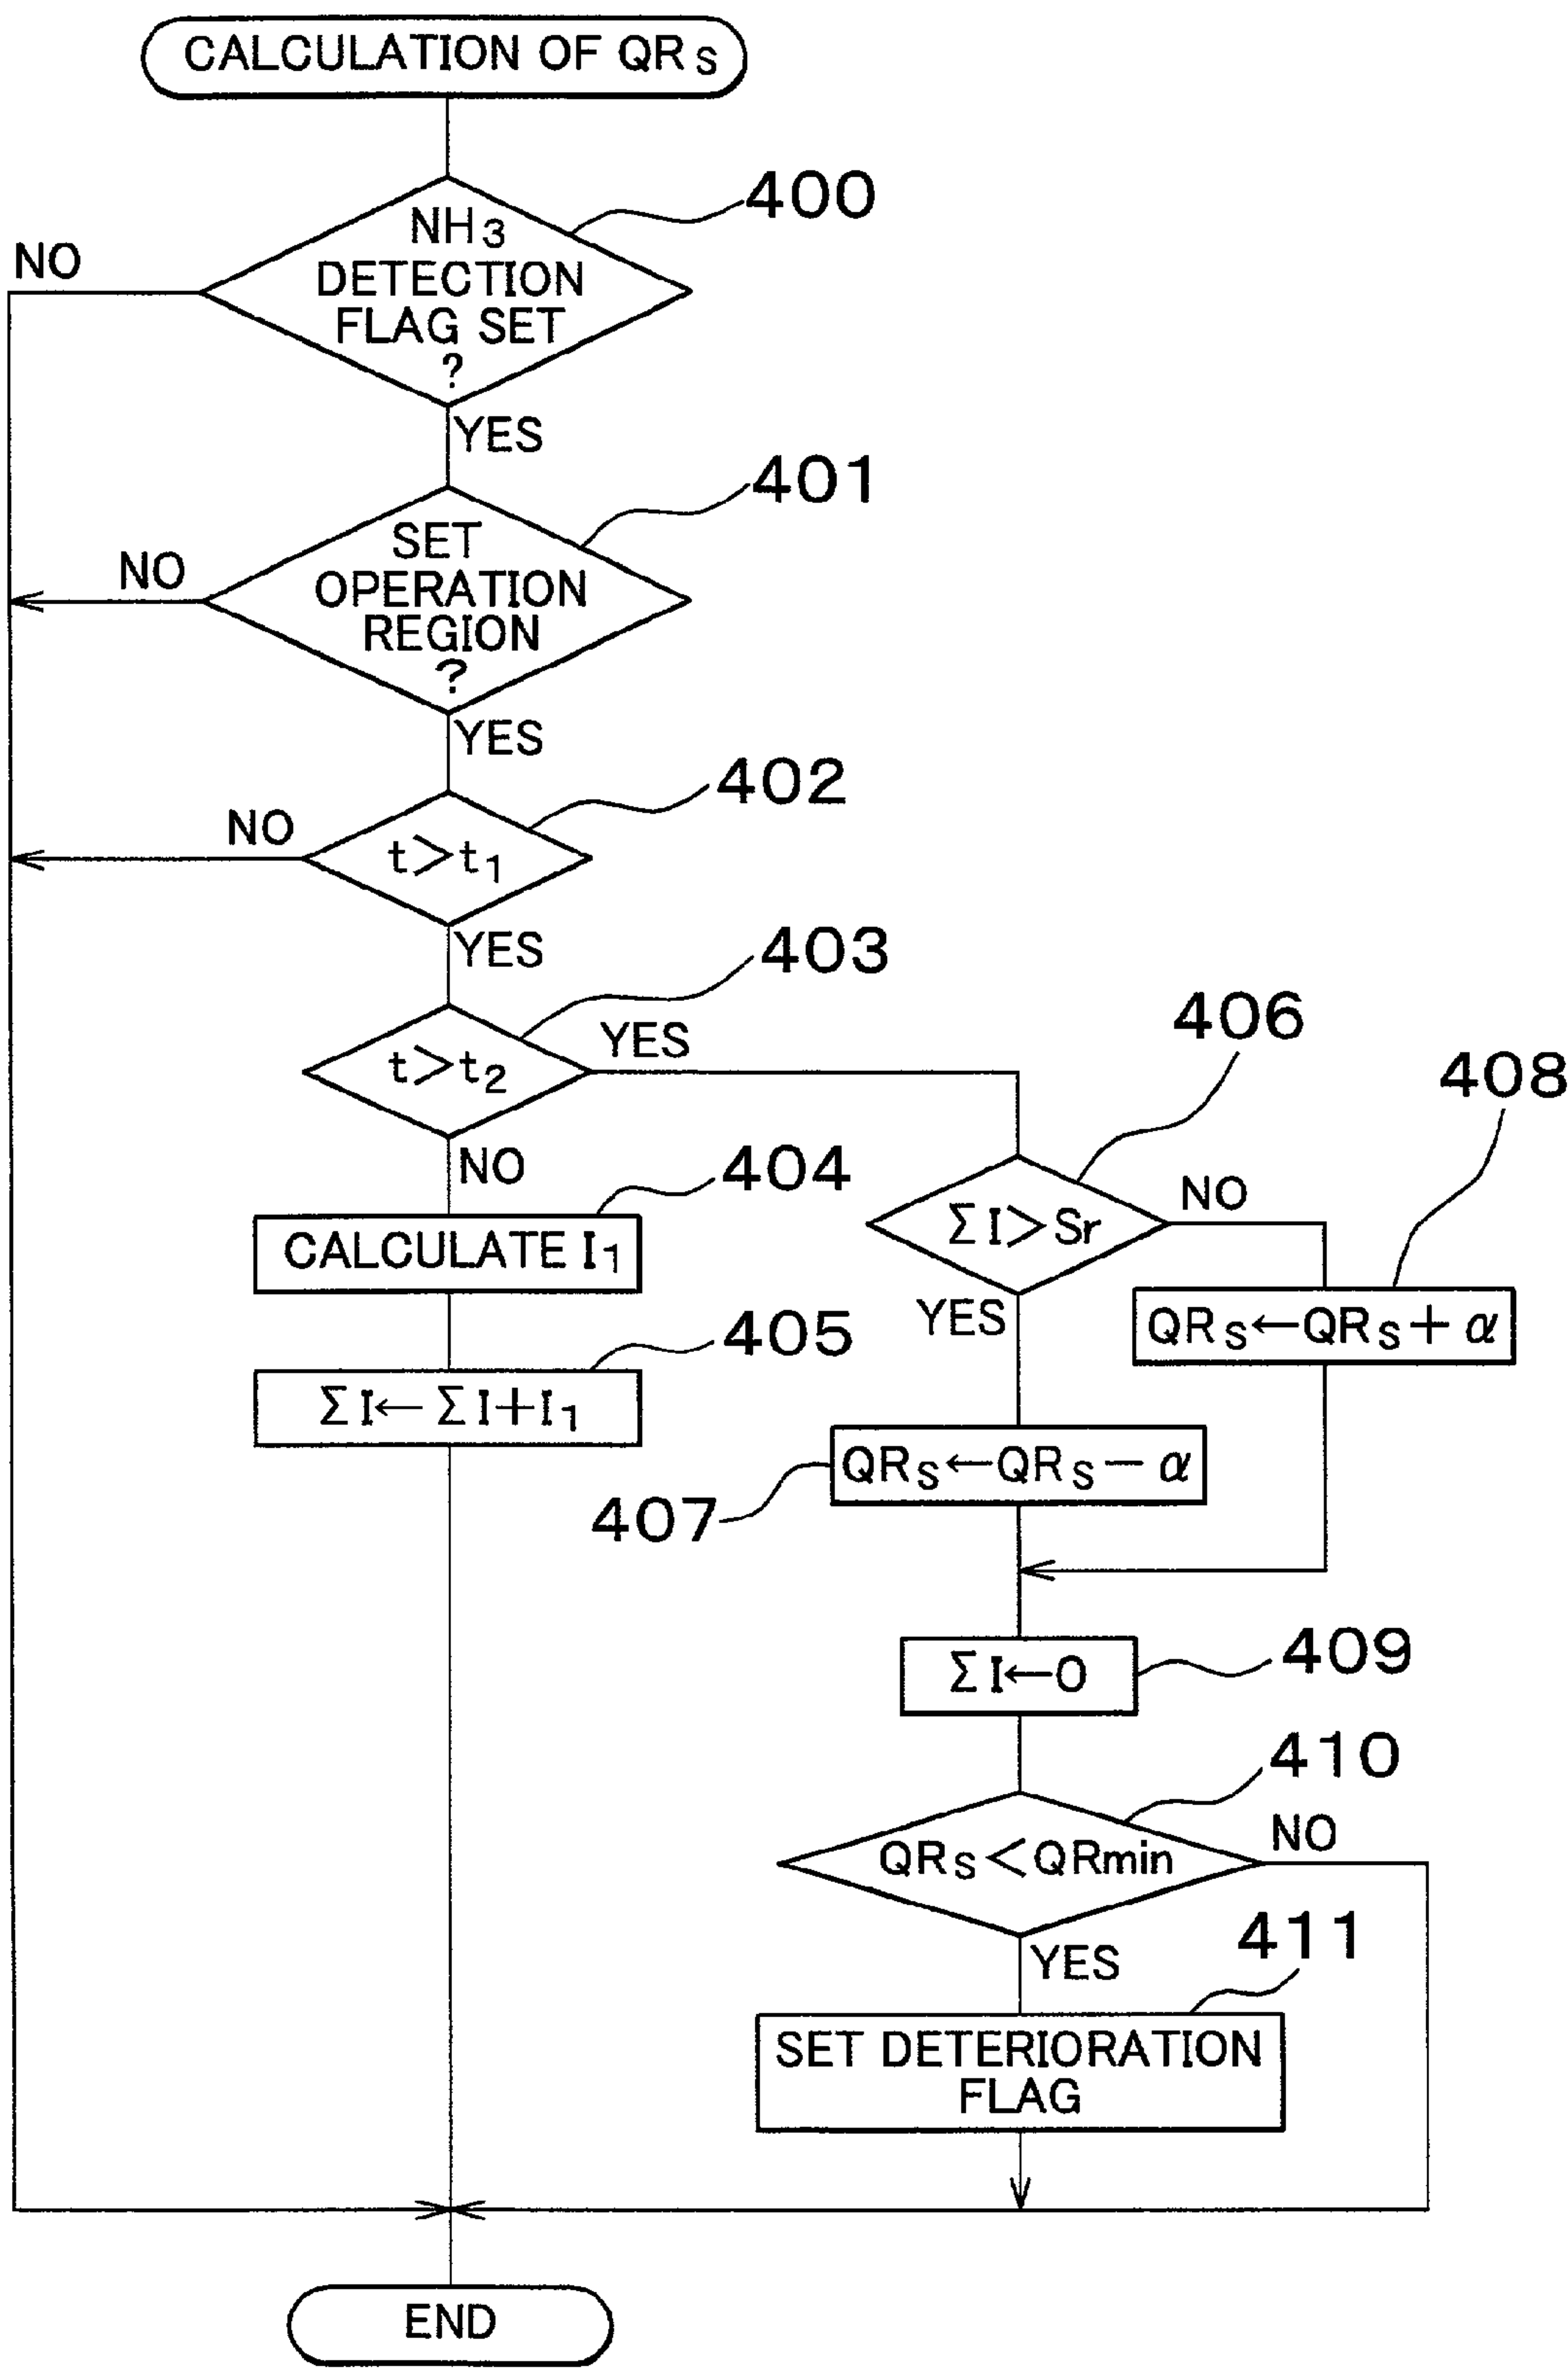 CALCULATION OF QRS
400
NH3
DETECTION
FLAG SET
?
NO
YES
401
SET
OPERATION
REGION
?
NO
YES
402
t>t1
NO
YES
403
t>t2
YES
NO
404
CALCULATE I1
405
ΣI←ΣI+I1
406
ΣI>Sr
NO
YES
408
QRS←QRS+α
QRS←QRS-α
407
ΣI←0
409
410
QRS<QRmin
NO
YES
411
SET DETERIORATION
FLAG
END